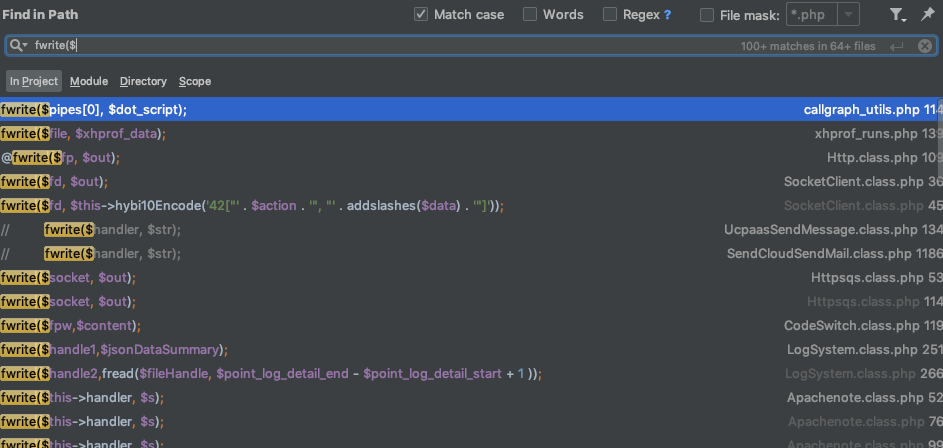 Find in Path Match case Words Regex ? File mask: *.php
fwrite($ 100+ matches in 64+ files
In Project Module Directory Scope
fwrite($pipes[0], $dot_script); callgraph_utils.php 114
fwrite($file, $xhprof_data); xhprof_runs.php 139
@fwrite($fp, $out); Http.class.php 109
fwrite($fd, $out); SocketClient.class.php 36
fwrite($fd, $this->hybi10Encode('42["' . $action . '", "' . addslashes($data) . '"]')); SocketClient.class.php 45
// fwrite($handler, $str); UcpaasSendMessage.class.php 134
// fwrite($handler, $str); SendCloudSendMail.class.php 1186
fwrite($socket, $out); Httpsqs.class.php 53
fwrite($socket, $out); Httpsqs.class.php 114
fwrite($fpw,$content); CodeSwitch.class.php 119
fwrite($handle1,$jsonDataSummary); LogSystem.class.php 251
fwrite($handle2,fread($fileHandle, $point_log_detail_end - $point_log_detail_start + 1 )); LogSystem.class.php 266
fwrite($this->handler, $s); Apachenote.class.php 52
fwrite($this->handler, $s); Apachenote.class.php 76
fwrite($this->handler, $s); Apachenote.class.php 99